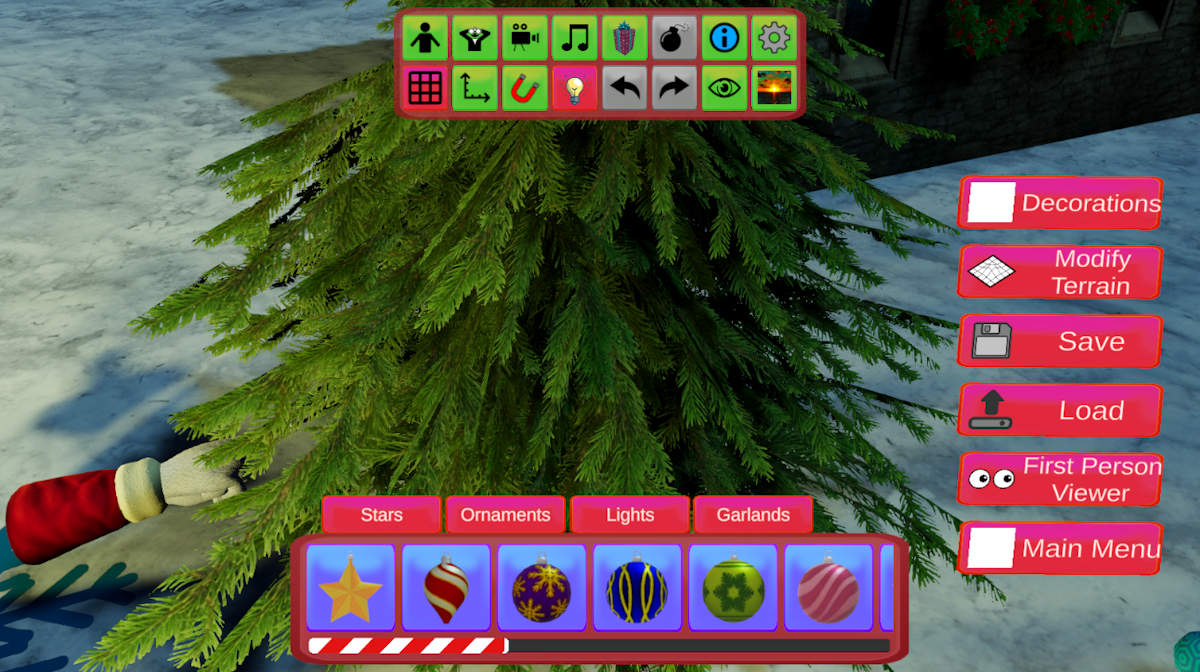 Decorations
Modify
Terrain
Save
Load
First Person
Viewer
Main Menu
Stars
Ornaments
Lights
Garlands